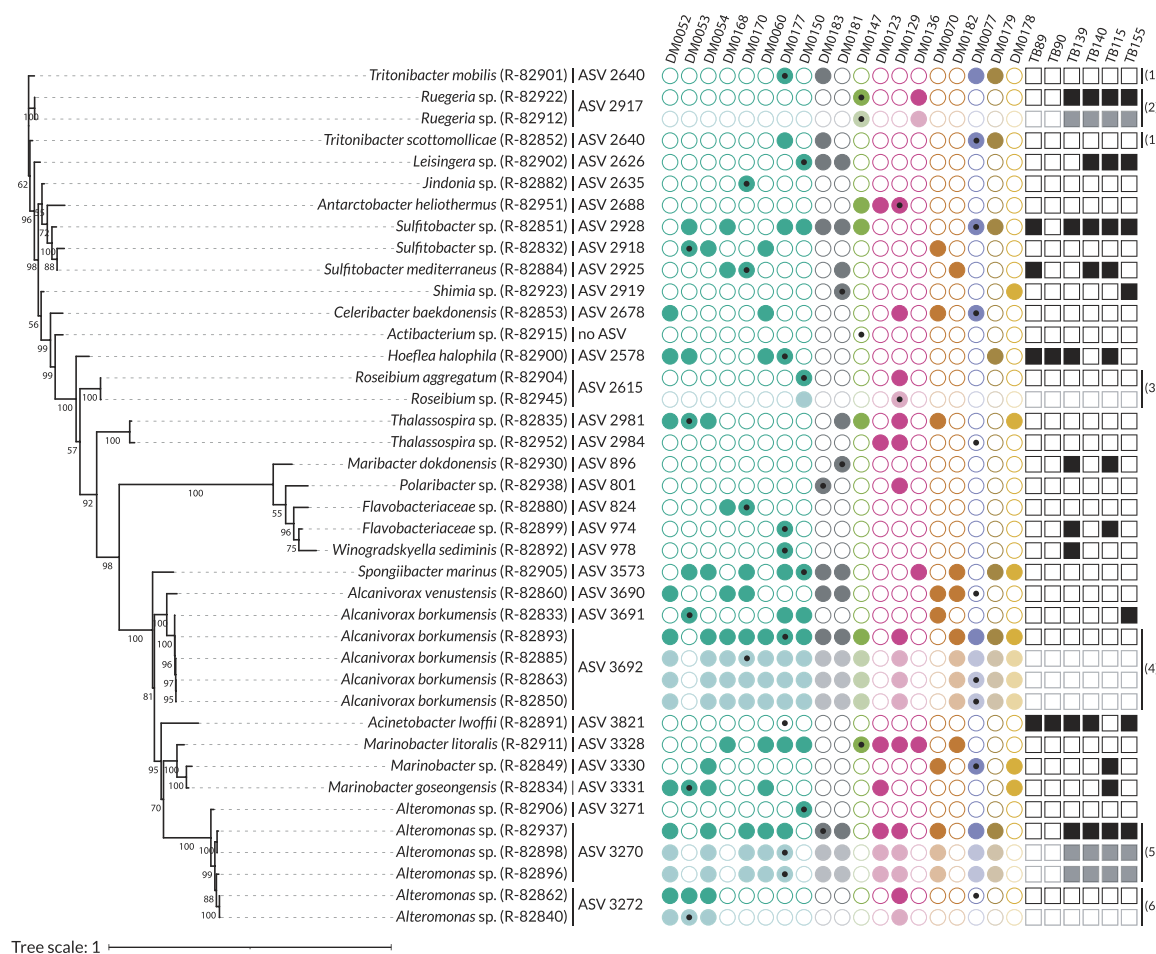 DM0052 DM0053 DM0054 DM0168 DM0170 DM0060 DM0177 DM0150 DM0183 DM0181 DM0147 DM0123 DM0129 DM0136 DM0070 DM0182 DM0077 DM0179 DM0178 TB89 TB90 TB139 TB140 TB115 TB155
Tritonibacter mobilis (R-82901) ASV 2640 (1
Ruegeria sp. (R-82922)
ASV 2917 (2
100
Ruegeria sp. (R-82912)
Tritonibacter scottomollicae (R-82852) ASV 2640 (1
Leisingera sp. (R-82902) ASV 2626
62
Jindonia sp. (R-82882) ASV 2635
Antarctobacter heliothermus (R-82951) ASV 2688
96
Sulfitobacter sp. (R-82851) ASV 2928
72
Sulfitobacter sp. (R-82832) ASV 2918
100
98 88
Sulfitobacter mediterraneus (R-82884) ASV 2925
Shimia sp. (R-82923) ASV 2919
Celeribacter baekdonensis (R-82853) ASV 2678
56
Actibacterium sp. (R-82915) no ASV
99
Hoeflea halophila (R-82900) ASV 2578
99
Roseibium aggregatum (R-82904)
ASV 2615 (3
100
Roseibium sp. (R-82945)
100
Thalassospira sp. (R-82835) ASV 2981
100
Thalassospira sp. (R-82952) ASV 2984
57
Maribacter dokdonensis (R-82930) ASV 896
Polaribacter sp. (R-82938) ASV 801
100
92
Flavobacteriaceae sp. (R-82880) ASV 824
55
Flavobacteriaceae sp. (R-82899) ASV 974
96
Winogradskyella sediminis (R-82892) ASV 978
75
98
Spongiibacter marinus (R-82905) ASV 3573
Alcanivorax venustensis (R-82860) ASV 3690
Alcanivorax borkumensis (R-82833) ASV 3691
100
100
Alcanivorax borkumensis (R-82893)
100
Alcanivorax borkumensis (R-82885)
ASV 3692 (4
96
Alcanivorax borkumensis (R-82863)
97
81
Alcanivorax borkumensis (R-82850)
95
Acinetobacter lwoffii (R-82891) ASV 3821
Marinobacter litoralis (R-82911) ASV 3328
95 100
Marinobacter sp. (R-82849) ASV 3330
100
Marinobacter goseongensis (R-82834) ASV 3331
70
Alteromonas sp. (R-82906) ASV 3271
Alteromonas sp. (R-82937)
100 100
Alteromonas sp. (R-82898)
ASV 3270 (5
Alteromonas sp. (R-82896)
99
Alteromonas sp. (R-82862)
88
ASV 3272 (6
100
Alteromonas sp. (R-82840)
Tree scale: 1